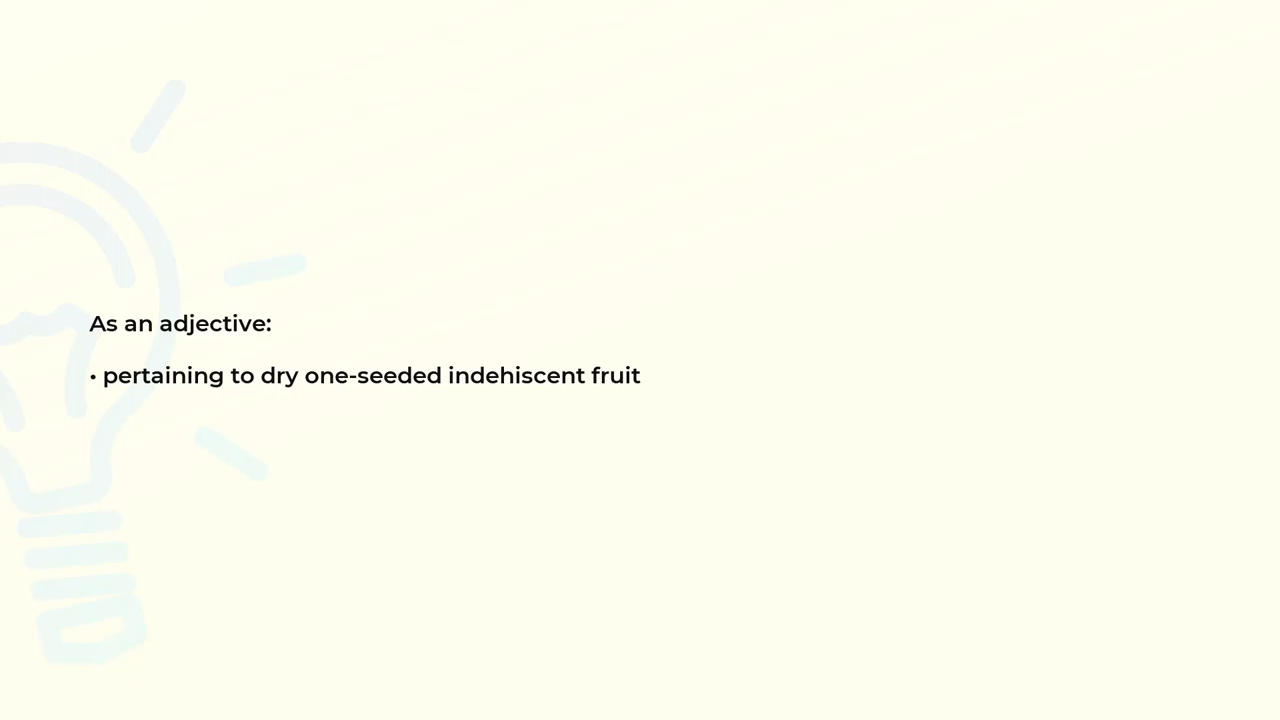 As an adjective:
• pertaining to dry one-seeded indehiscent fruit